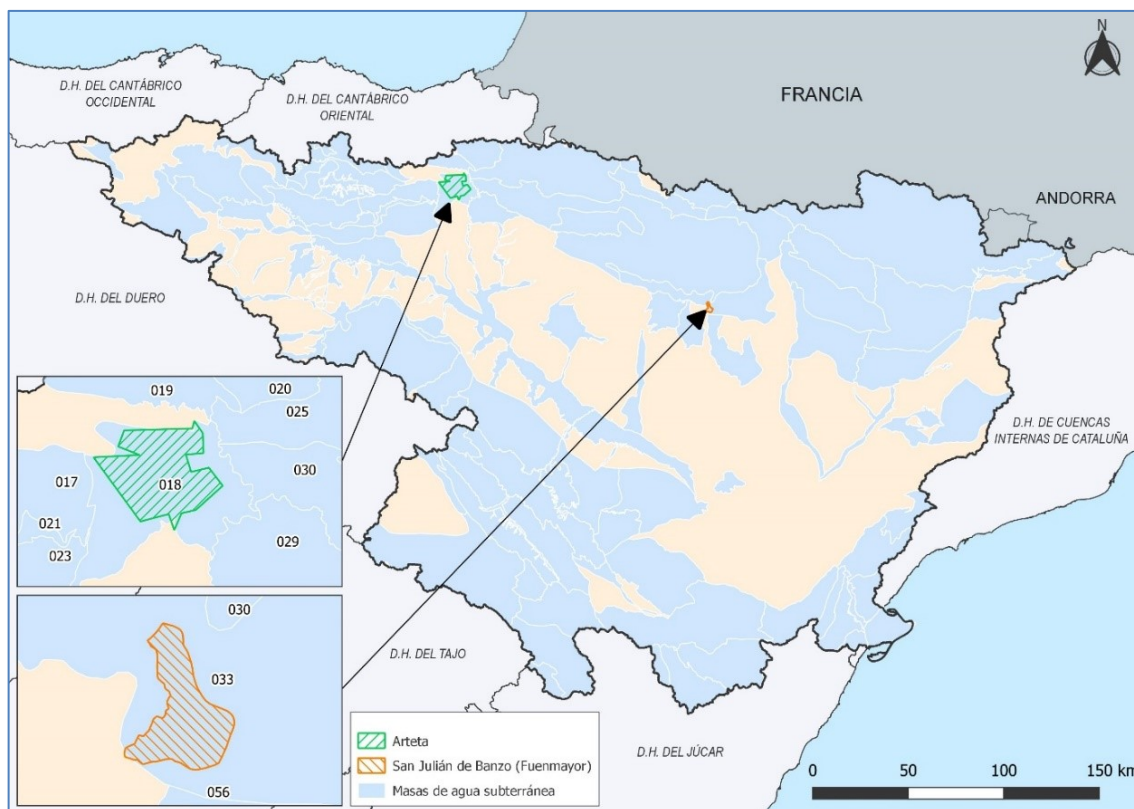 N
D.H. DEL CANTÁBRICO
OCCIDENTAL
D.H. DEL CANTÁBRICO
ORIENTAL
FRANCIA
ANDORRA
D.H. DEL DUERO
D.H. DE CUENCAS
INTERNAS DE CATALUÑA
019
020
025
017
018
030
021
023
029
030
033
056
D.H. DEL TAJO
D.H. DEL JÚCAR
Arteta
San Julián de Banzo (Fuenmayor)
Masas de agua subterránea
0 50 100 150 km